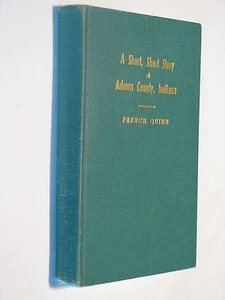 A Short, Short Story
of
Adams County, Indiana
FRENCH QUINN